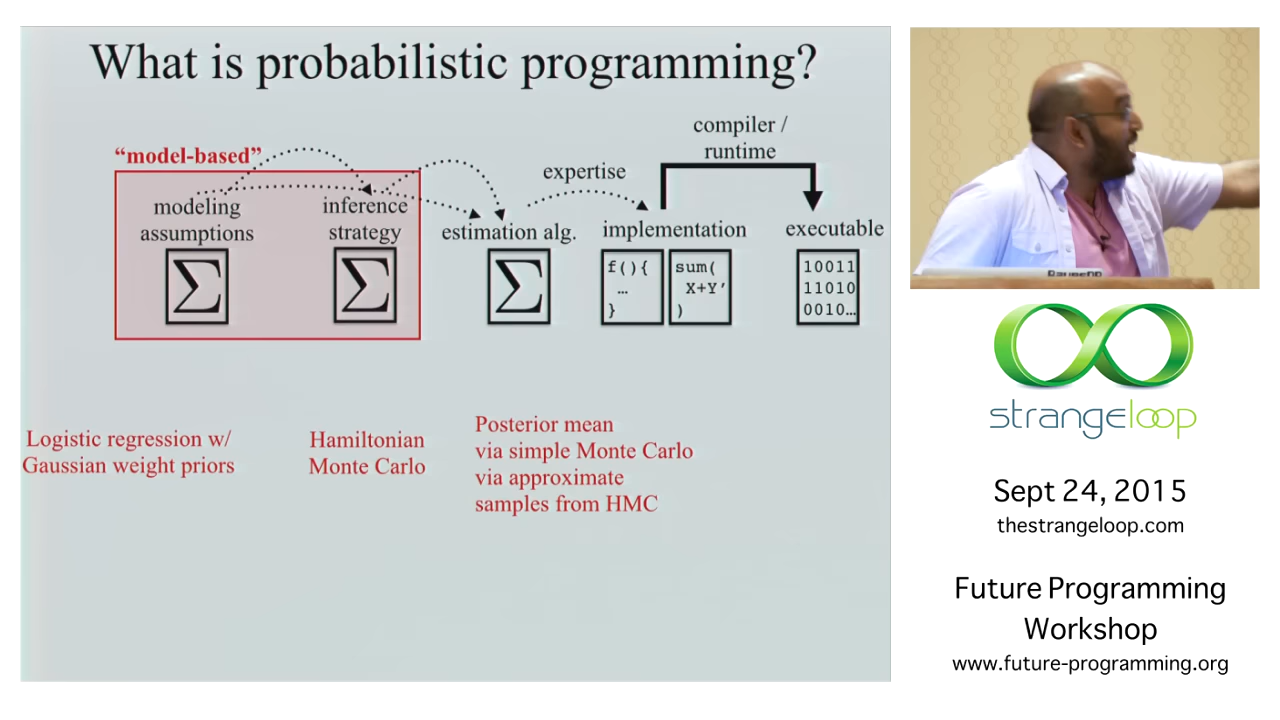 What is probabilistic programming?
compiler /
runtime
"model-based"
expertise
modeling
assumptions
inference
strategy
estimation alg.
implementation
executable
Σ
Σ
Σ
f(){
…
}
sum(
X+Y'
)
10011
11010
0010…
Logistic regression w/
Gaussian weight priors
Hamiltonian
Monte Carlo
Posterior mean
via simple Monte Carlo
via approximate
samples from HMC
strangeloop
Sept 24, 2015
thestrangeloop.com
Future Programming
Workshop
www.future-programming.org